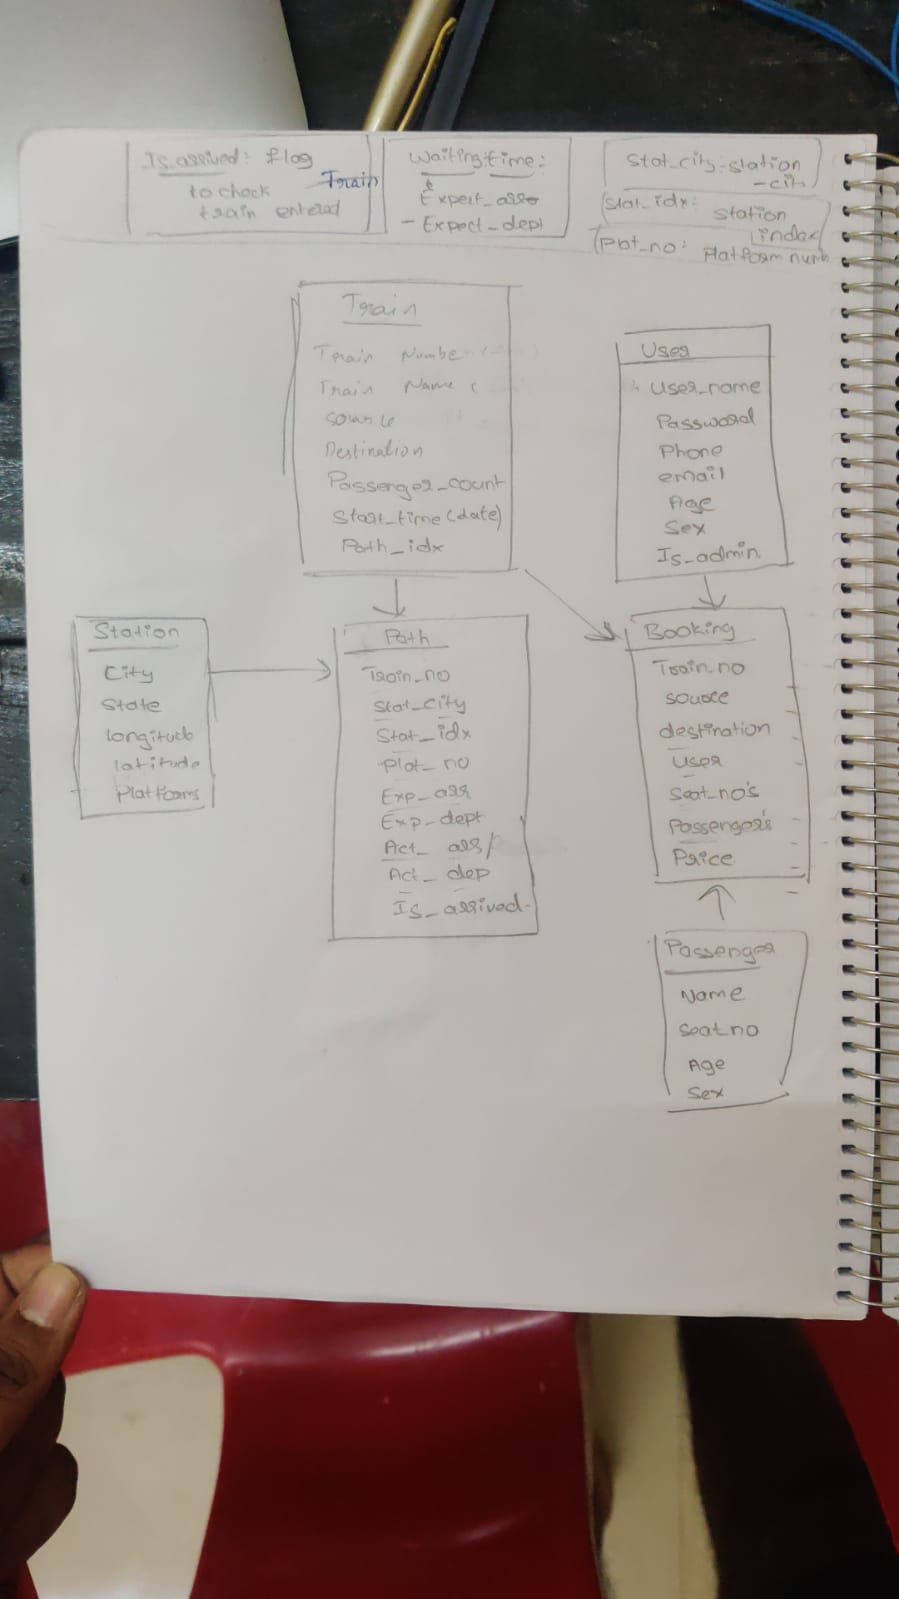 Is_arrived: flag
to check Train
train entered
Waiting time:
Expect_arr
- Expect_dept
Stat_city: station
- city
Stat_idx: station
index
Plat_no: Platform numb
Train
Train Number
Train Name (
source
Destination
Passenger_count
Start_time (date)
Path_idx
User
User_name
Password
Phone
email
Age
Sex
Is_admin
Station
City
State
longitude
latitude
Platforms
Path
Train_no
Stat_city
Stat_idx
Plat_no
Exp_arr
Exp_dept
Act_arr
Act_dep
Is_arrived
Booking
Train_no
source
destination
User
Seat_no's
Passenger's
Price
Passenger
Name
Seat_no
Age
Sex